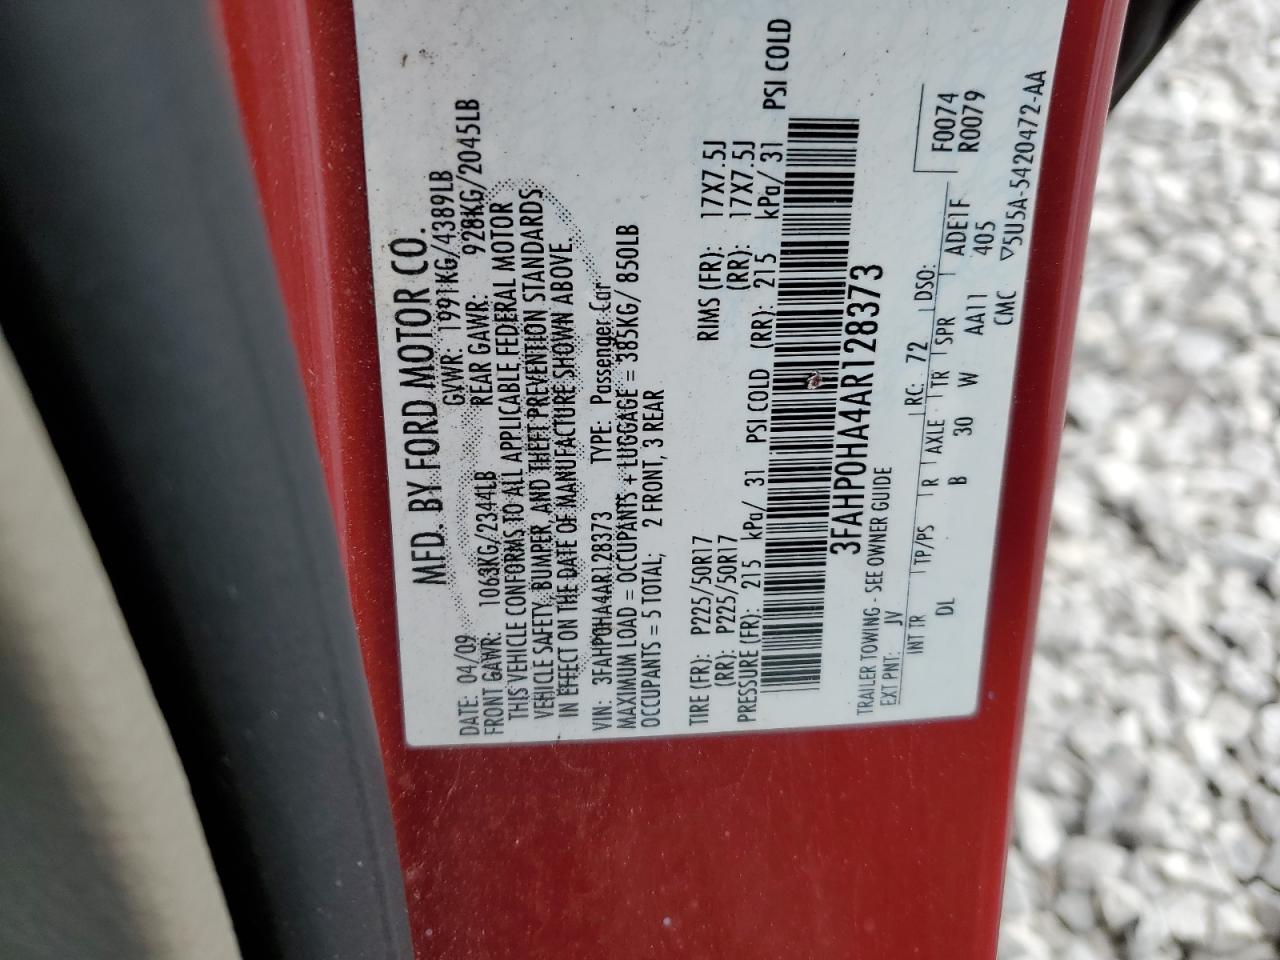 MFD. BY FORD MOTOR CO.
DATE: 04/09 GVWR: 1991KG/4389LB
FRONT GAWR: 1063KG/2344LB REAR GAWR: 928KG/2045LB
THIS VEHICLE CONFORMS TO ALL APPLICABLE FEDERAL MOTOR
VEHICLE SAFETY, BUMPER, AND THEFT PREVENTION STANDARDS
IN EFFECT ON THE DATE OF MANUFACTURE SHOWN ABOVE.
VIN: 3FAHP0HA4AR128373 TYPE: Passenger Car
MAXIMUM LOAD = OCCUPANTS + LUGGAGE = 385KG/ 850LB
OCCUPANTS = 5 TOTAL; 2 FRONT, 3 REAR
TIRE (FR): P225/50R17 RIMS (FR): 17X7.5J
(RR): P225/50R17 (RR): 17X7.5J
PRESSURE (FR): 215 kPa/ 31 PSI COLD (RR): 215 kPa/ 31 PSI COLD
3FAHP0HA4AR128373
TRAILER TOWING - SEE OWNER GUIDE
EXT PNT: JV RC: 72 DSO: F0074
R0079
INT TR TP/PS R AXLE TR SPR ADE1F
DL B 30 W AA11 405
CMC ▽5U5A-5420472-AA